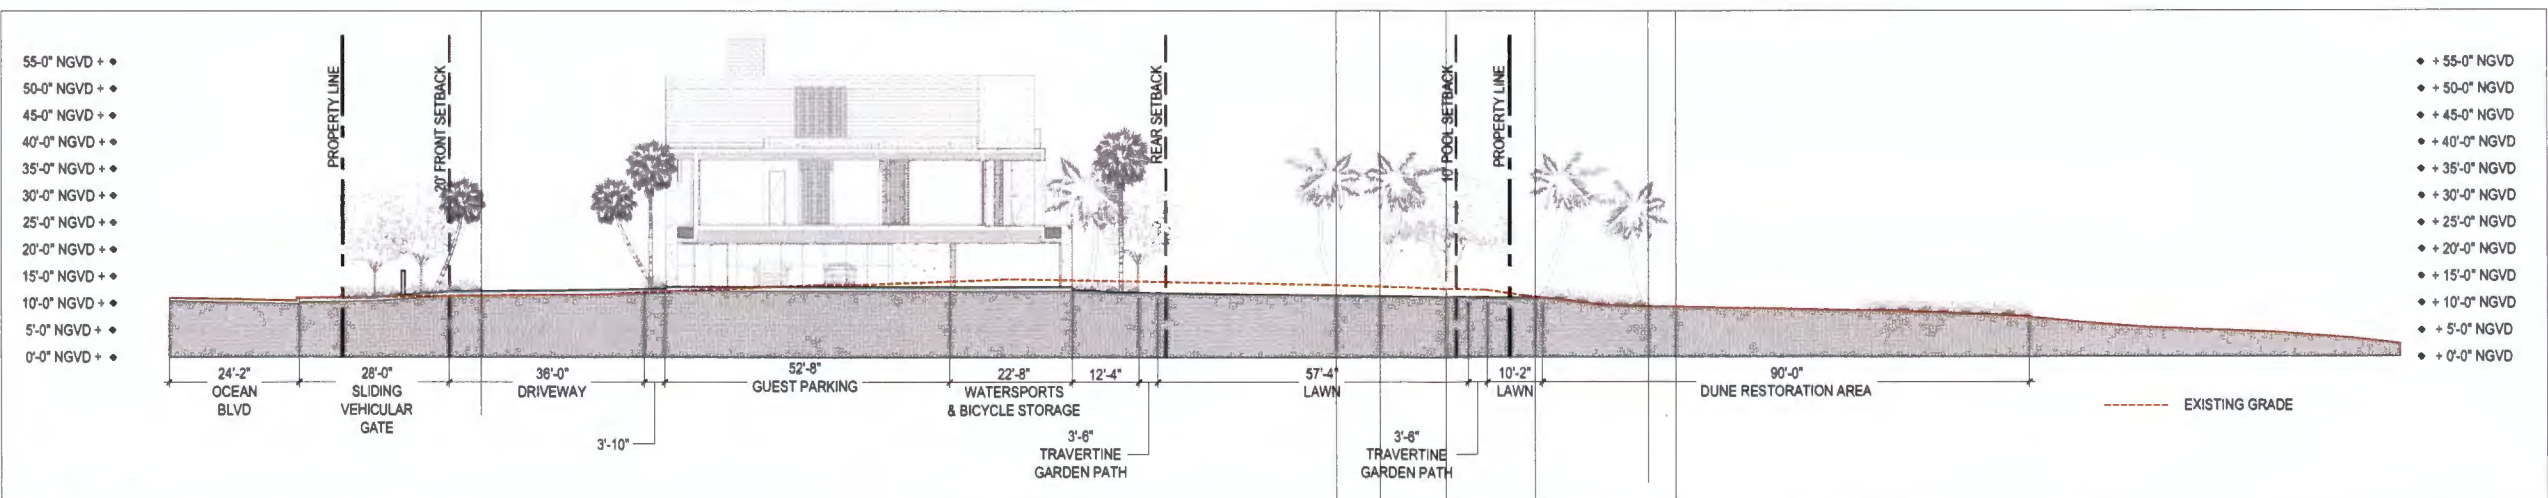 55-0" NGVD +
50-0" NGVD +
45-0" NGVD +
40'-0" NGVD +
35'-0" NGVD +
30'-0" NGVD +
25'-0" NGVD +
20'-0" NGVD +
15'-0" NGVD +
10'-0" NGVD +
5'-0" NGVD +
0'-0" NGVD +
PROPERTY LINE
20' FRONT SETBACK
REAR SETBACK
10' POOL SETBACK
PROPERTY LINE
+ 55-0" NGVD
+ 50-0" NGVD
+ 45-0" NGVD
+ 40'-0" NGVD
+ 35'-0" NGVD
+ 30'-0" NGVD
+ 25'-0" NGVD
+ 20'-0" NGVD
+ 15'-0" NGVD
+ 10'-0" NGVD
+ 5'-0" NGVD
+ 0'-0" NGVD
24'-2"
OCEAN
BLVD
28'-0"
SLIDING
VEHICULAR
GATE
36'-0"
DRIVEWAY
3'-10"
52'-8"
GUEST PARKING
22'-8"
WATERSPORTS
& BICYCLE STORAGE
12'-4"
3'-6"
TRAVERTINE
GARDEN PATH
57'-4"
LAWN
3'-6"
TRAVERTINE
GARDEN PATH
10'-2"
LAWN
90'-0"
DUNE RESTORATION AREA
EXISTING GRADE